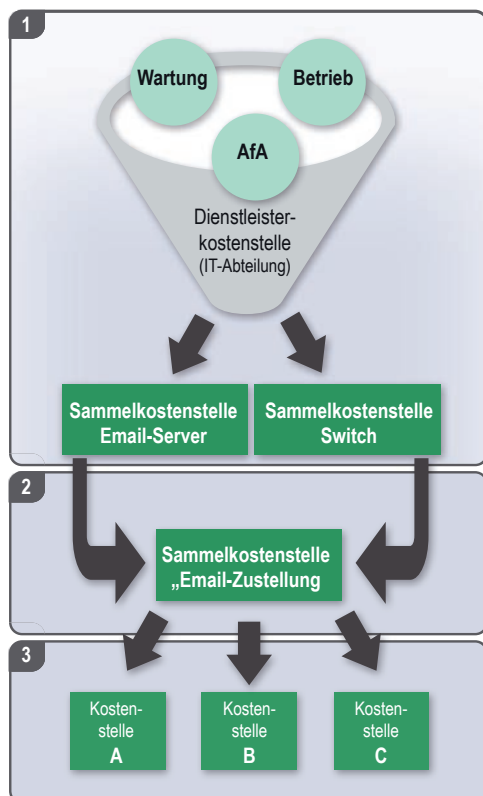 1
Wartung
Betrieb
AfA
Dienstleister-
kostenstelle
(IT-Abteilung)
Sammelkostenstelle
Email-Server
Sammelkostenstelle
Switch
2
Sammelkostenstelle
„Email-Zustellung
3
Kosten-
stelle
A
Kosten-
stelle
B
Kosten-
stelle
C